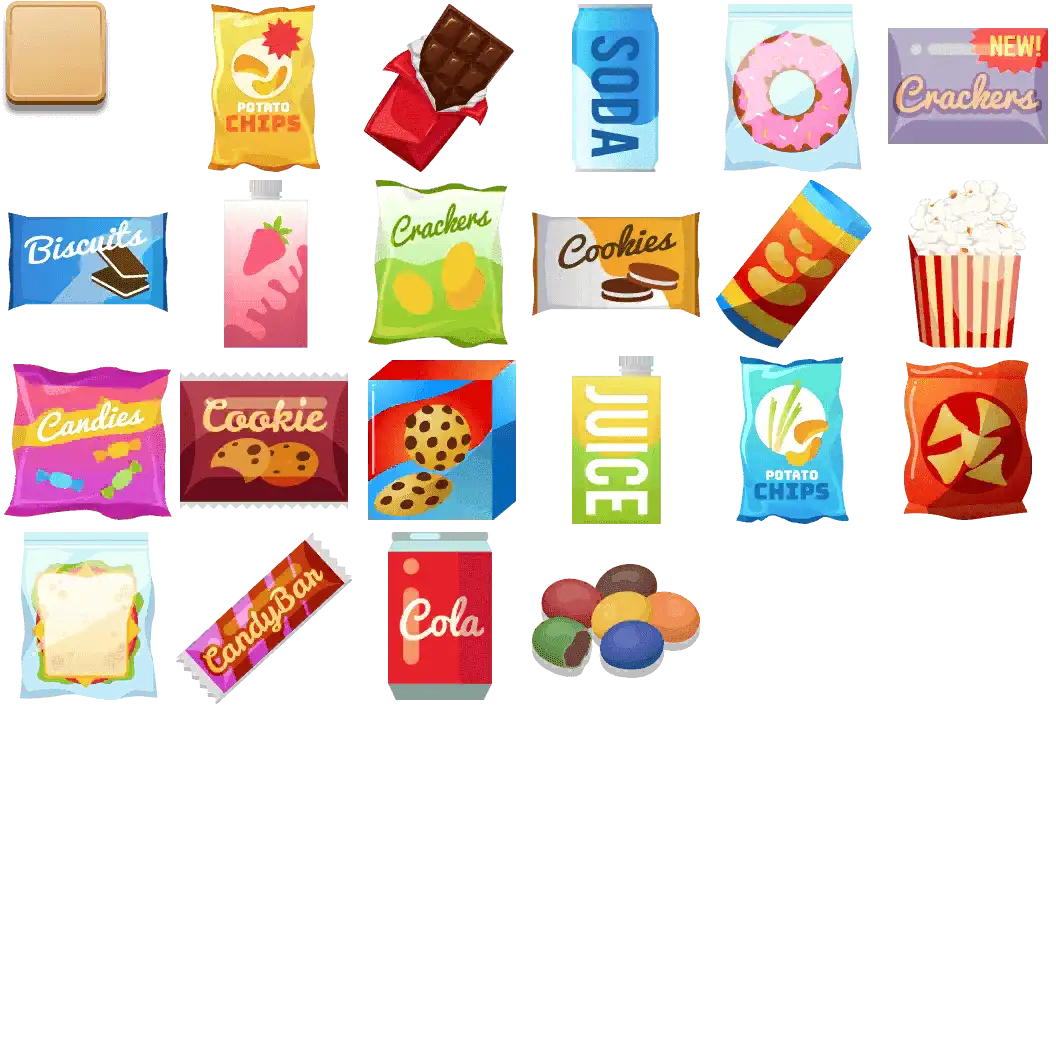 POTATO
CHIPS
SODA
NEW!
Crackers
Biscuits
Crackers
Cookies
Candies
Cookie
JUICE
POTATO
CHIPS
CandyBar
Cola